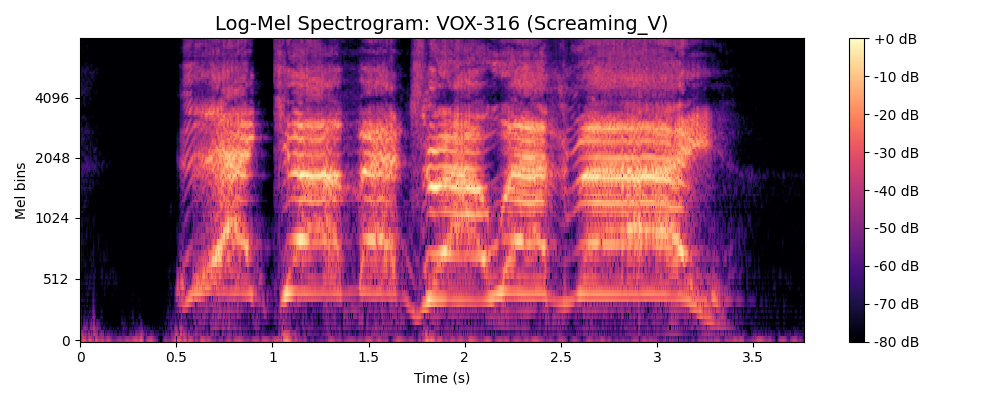 Log-Mel Spectrogram: VOX-316 (Screaming_V)
Mel bins
4096
2048
1024
512
0
0
0.5
1
1.5
2
2.5
3
3.5
Time (s)
+0 dB
-10 dB
-20 dB
-30 dB
-40 dB
-50 dB
-60 dB
-70 dB
-80 dB